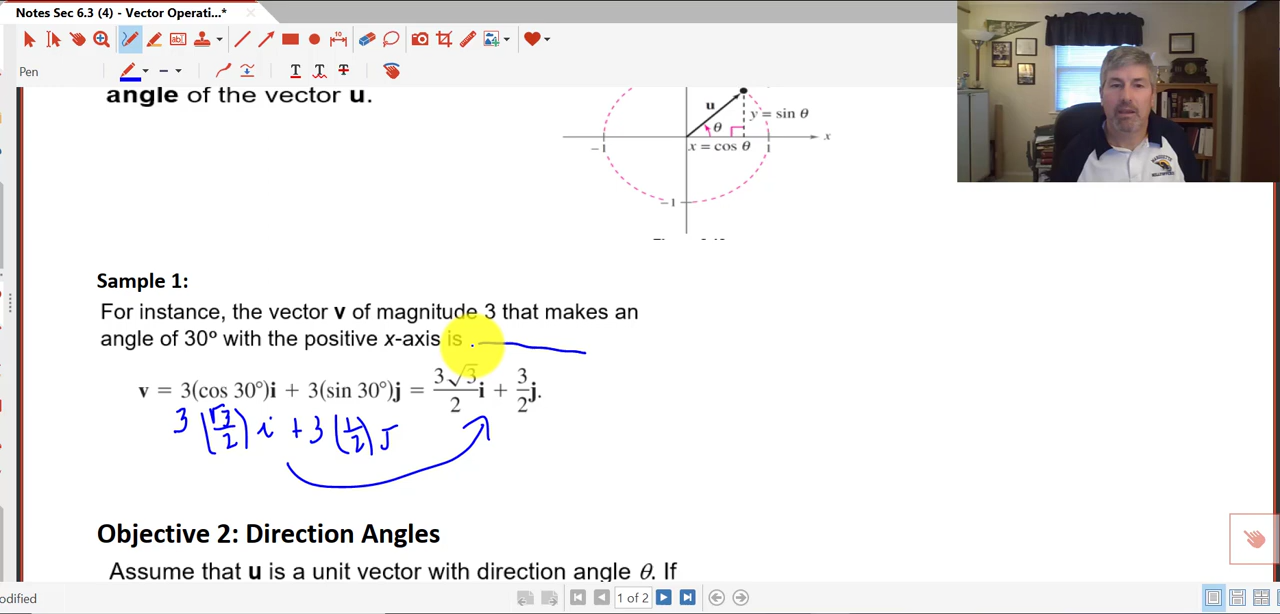 Notes Sec 6.3 (4) - Vector Operati...*
Pen
angle of the vector u.
u
θ
y = sin θ
x = cos θ
x
−1
1
−1
Sample 1:
For instance, the vector v of magnitude 3 that makes an
angle of 30° with the positive x-axis is
v = 3(cos 30°)i + 3(sin 30°)j = 3√3/2 i + 3/2 j.
3(√3/2)i + 3(1/2)J
Objective 2: Direction Angles
Assume that u is a unit vector with direction angle θ. If
odified
1 of 2